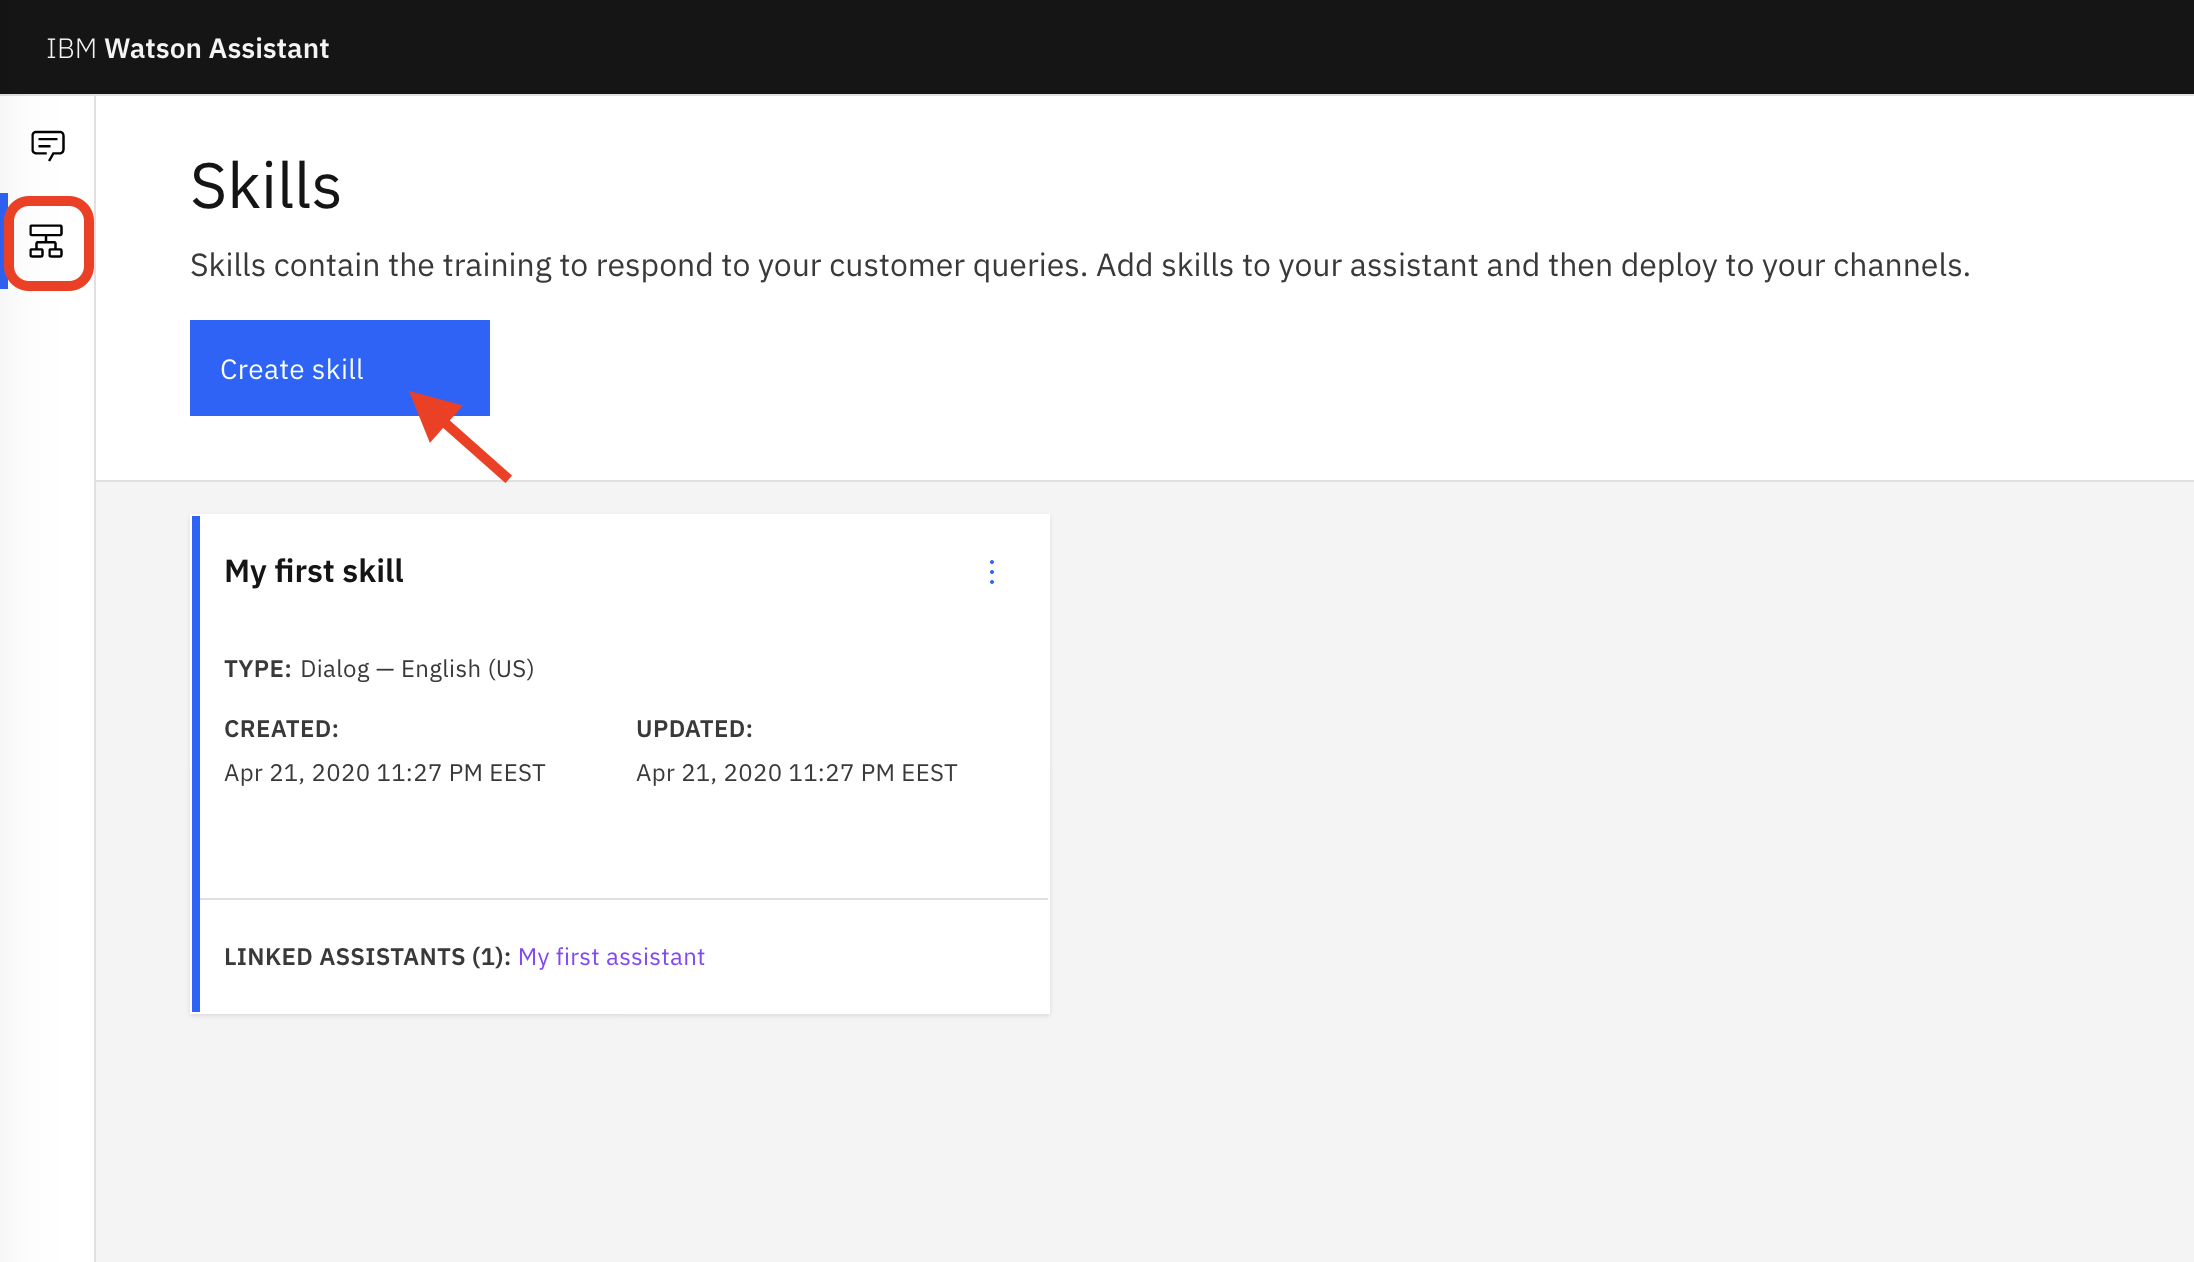 IBM Watson Assistant
Skills
Skills contain the training to respond to your customer queries. Add skills to your assistant and then deploy to your channels.
Create skill
My first skill
TYPE: Dialog — English (US)
CREATED:
Apr 21, 2020 11:27 PM EEST
UPDATED:
Apr 21, 2020 11:27 PM EEST
LINKED ASSISTANTS (1): My first assistant